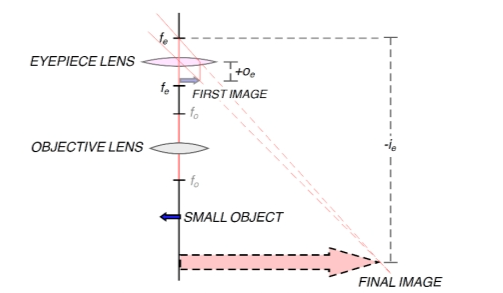 fe
EYEPIECE LENS
+oe
fe
FIRST IMAGE
fo
-ie
OBJECTIVE LENS
fo
SMALL OBJECT
FINAL IMAGE